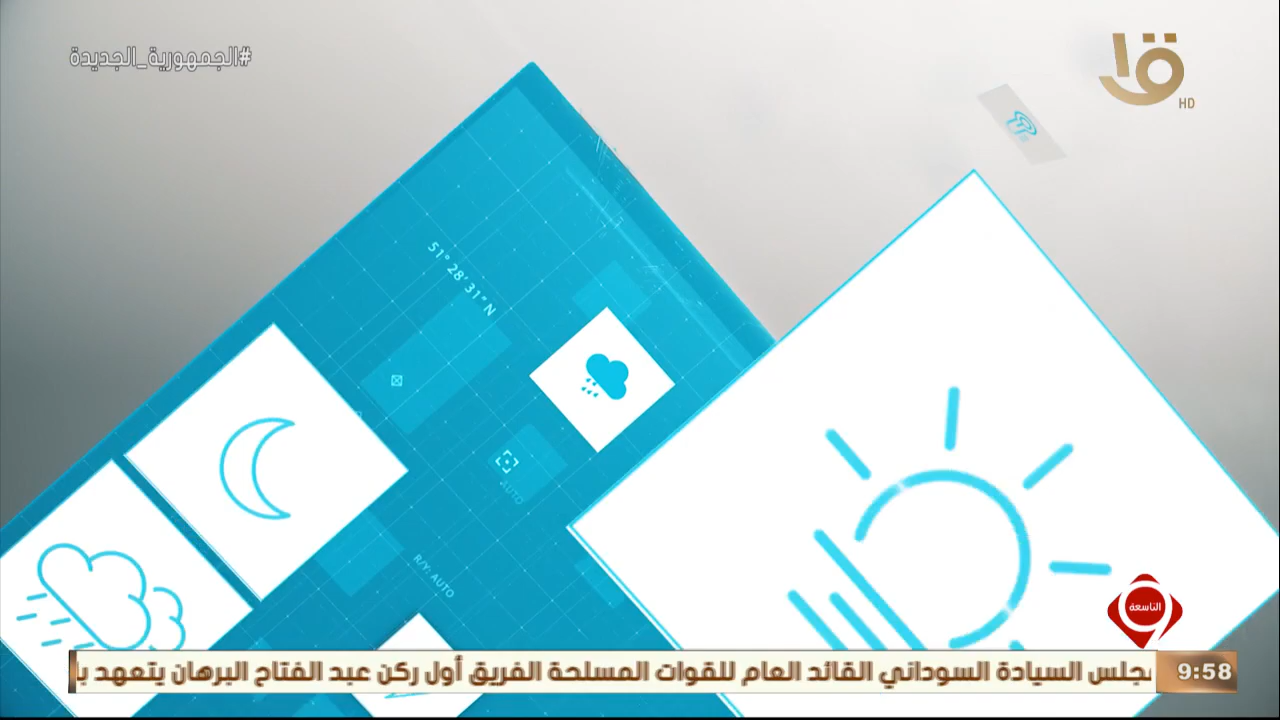 #الجمهورية_الجديدة
HD
51° 28' 31" N
AUTO
R/Y: AUTO
التاسعة
9:58
مجلس السيادة السوداني القائد العام للقوات المسلحة الفريق أول ركن عبد الفتاح البرهان يتعهد با